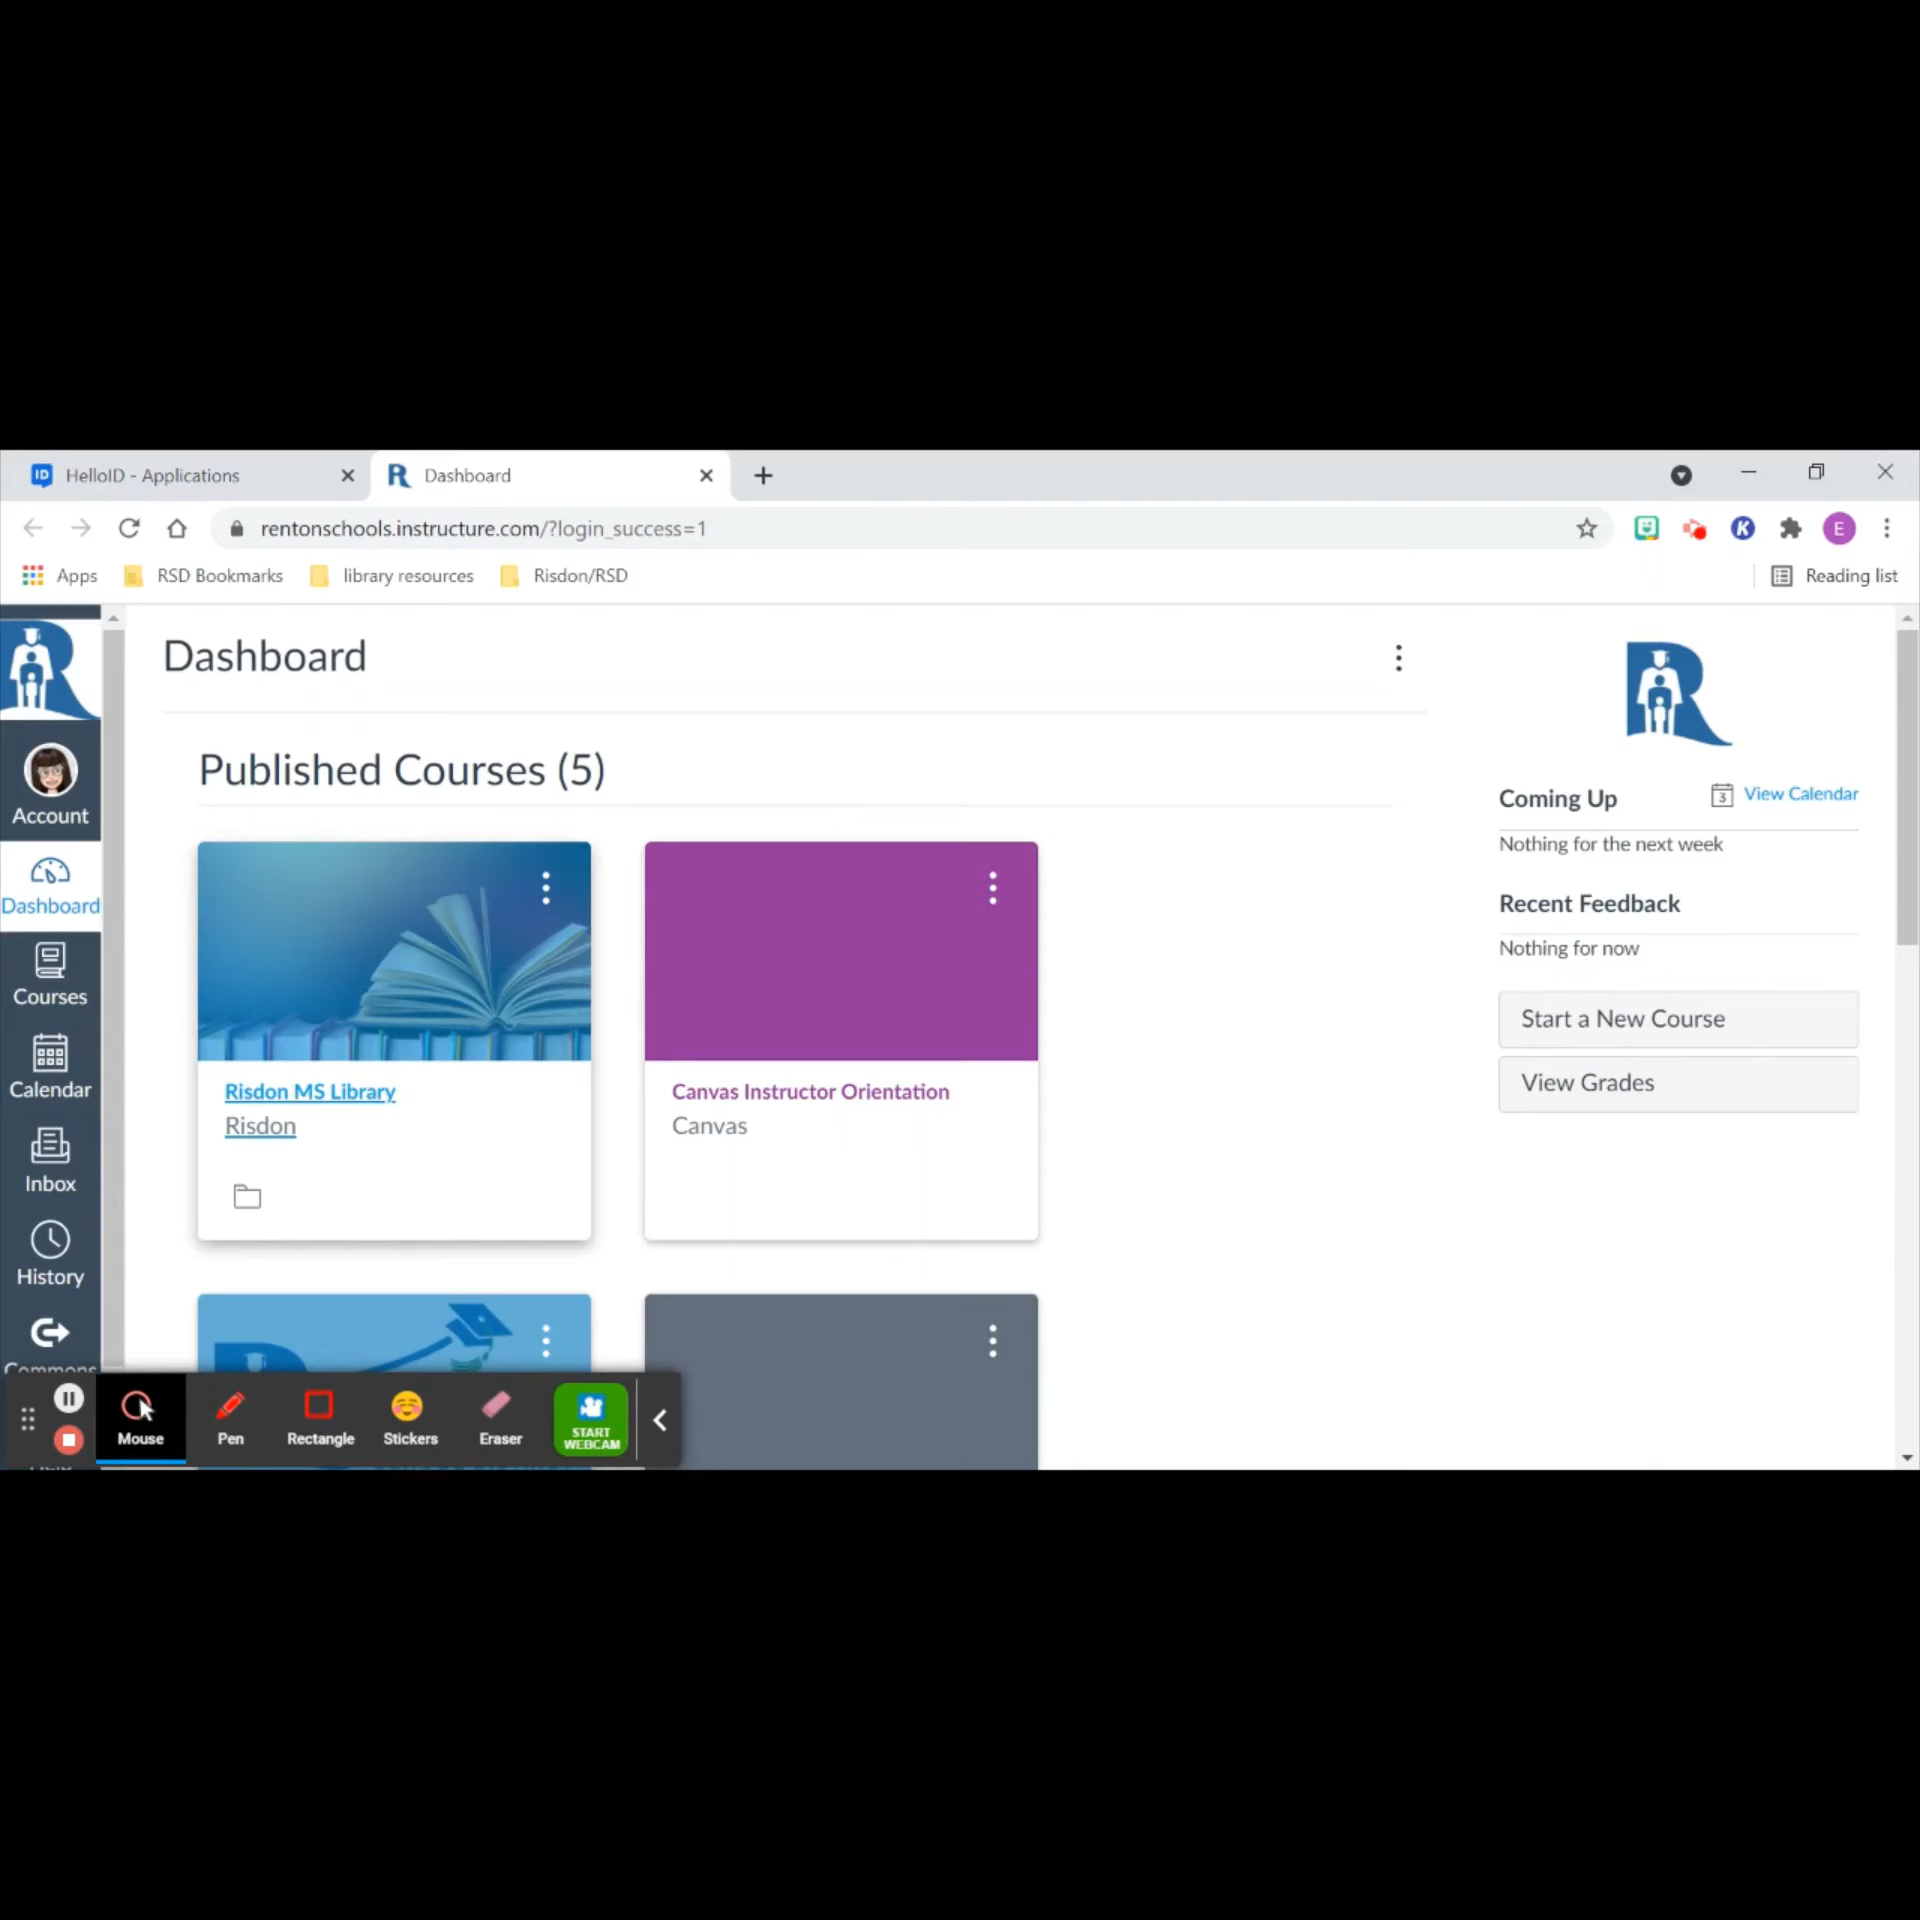 HelloID - Applications
Dashboard
rentonschools.instructure.com/?login_success=1
E
Apps
RSD Bookmarks
library resources
Risdon/RSD
Reading list
Account
Dashboard
Courses
Calendar
Inbox
History
Commons
Dashboard
Published Courses (5)
Risdon MS Library
Risdon
Canvas Instructor Orientation
Canvas
Coming Up
3
View Calendar
Nothing for the next week
Recent Feedback
Nothing for now
Start a New Course
View Grades
Mouse
Pen
Rectangle
Stickers
Eraser
START
WEBCAM